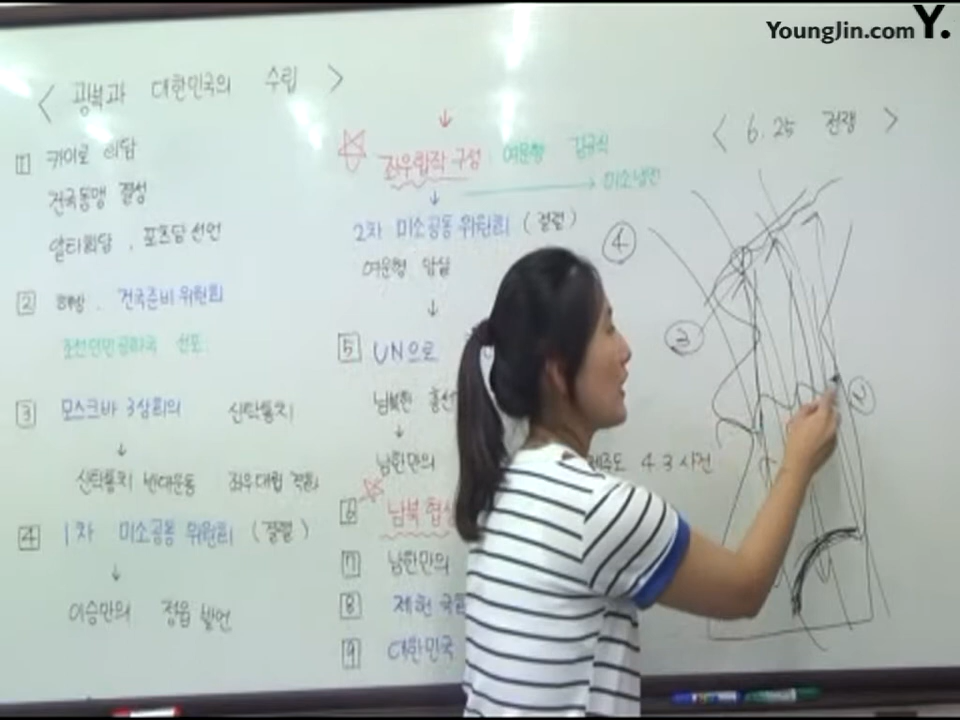 YoungJin.com Y.
< 광복과 대한민국의 수립 >
1 카이로 회담
건국동맹 결성
얄타회담, 포츠담 선언
2 해방. 건국준비위원회
조선인민공화국 선포
3 모스크바 3상회의 신탁통치
↓
신탁통치 반대운동 좌우대립 격화
4 1차 미소공동 위원회 (결렬)
↓
이승만의 정읍 발언
↓
좌우합작 구성 여운형 김규식
→ 미소냉전
↓
2차 미소공동 위원회 (결렬)
여운형 암살
↓
5 UN으로
남북한 총선
↓
남한만의 제주도 4.3 사건
6 남북 협상
7 남한만의
8 제헌 국회
9 대한민국
< 6.25 전쟁 >
4
3